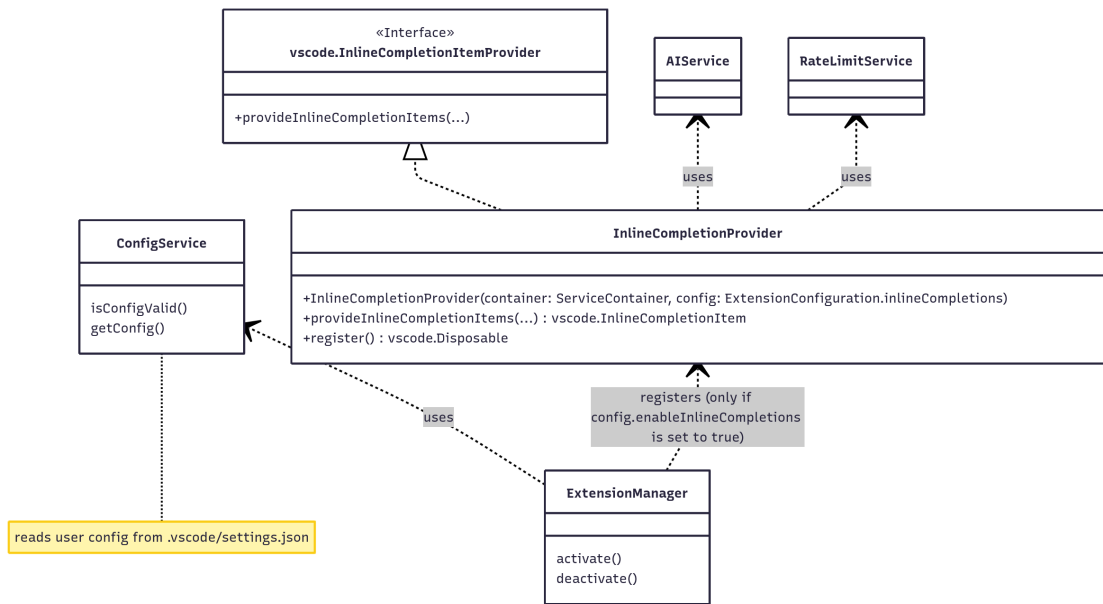 «Interface»
vscode.InlineCompletionItemProvider
+provideInlineCompletionItems(...)
AIService
RateLimitService
uses
uses
ConfigService
isConfigValid()
getConfig()
InlineCompletionProvider
+InlineCompletionProvider(container: ServiceContainer, config: ExtensionConfiguration.inlineCompletions)
+provideInlineCompletionItems(...) : vscode.InlineCompletionItem
+register() : vscode.Disposable
uses
registers (only if
config.enableInlineCompletions
is set to true)
ExtensionManager
activate()
deactivate()
reads user config from .vscode/settings.json